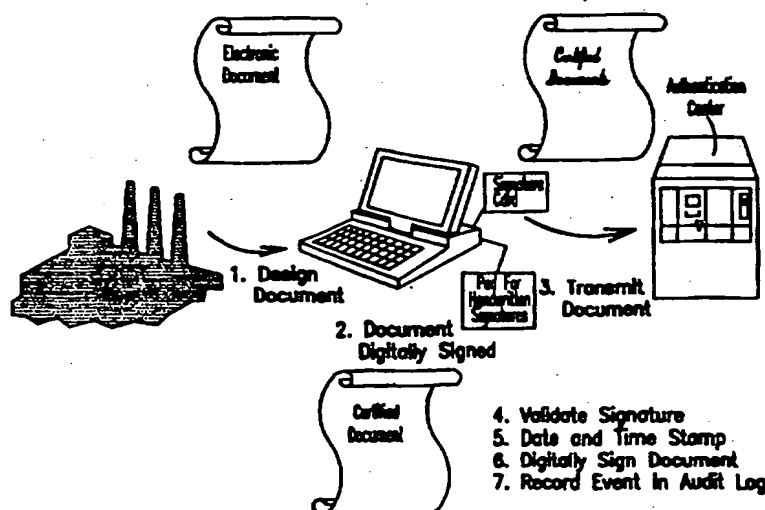 Electronic
Document
Certified
Documents
Authentication
Center
Signature
Card
1. Design
Document
Pad For
Handwritten
Signatures
3. Transmit
Document
2. Document
Digitally Signed
Certified
Document
4. Validate Signature
5. Date and Time Stamp
6. Digitally Sign Document
7. Record Event in Audit Log